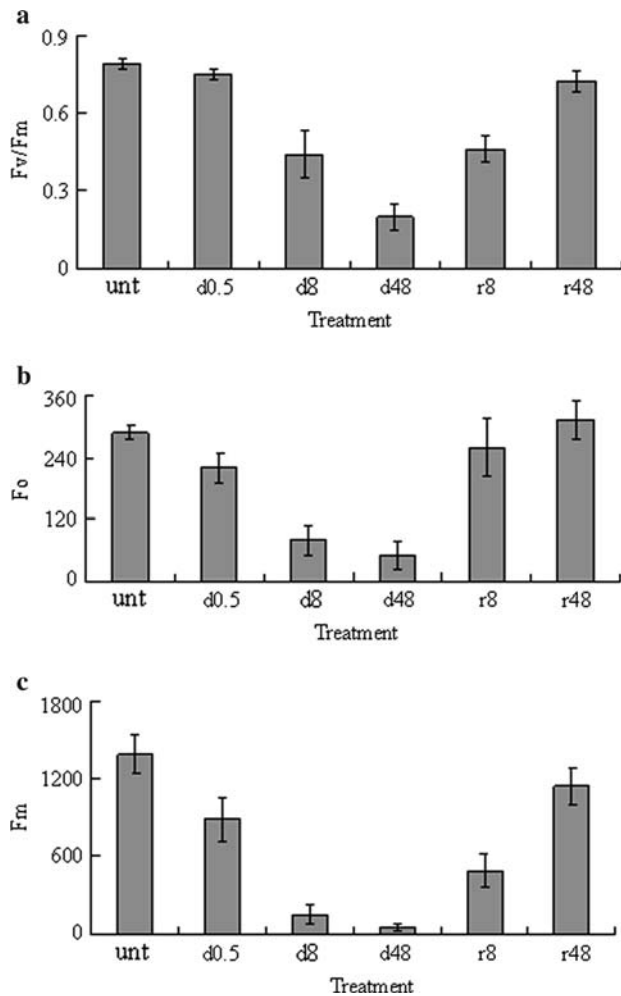 a
0.9
0.6
0.3
0
Fv/Fm
unt d0.5 d8 d48 r8 r48
Treatment
b
360
240
120
0
Fo
unt d0.5 d8 d48 r8 r48
Treatment
c
1800
1200
600
0
Fm
unt d0.5 d8 d48 r8 r48
Treatment